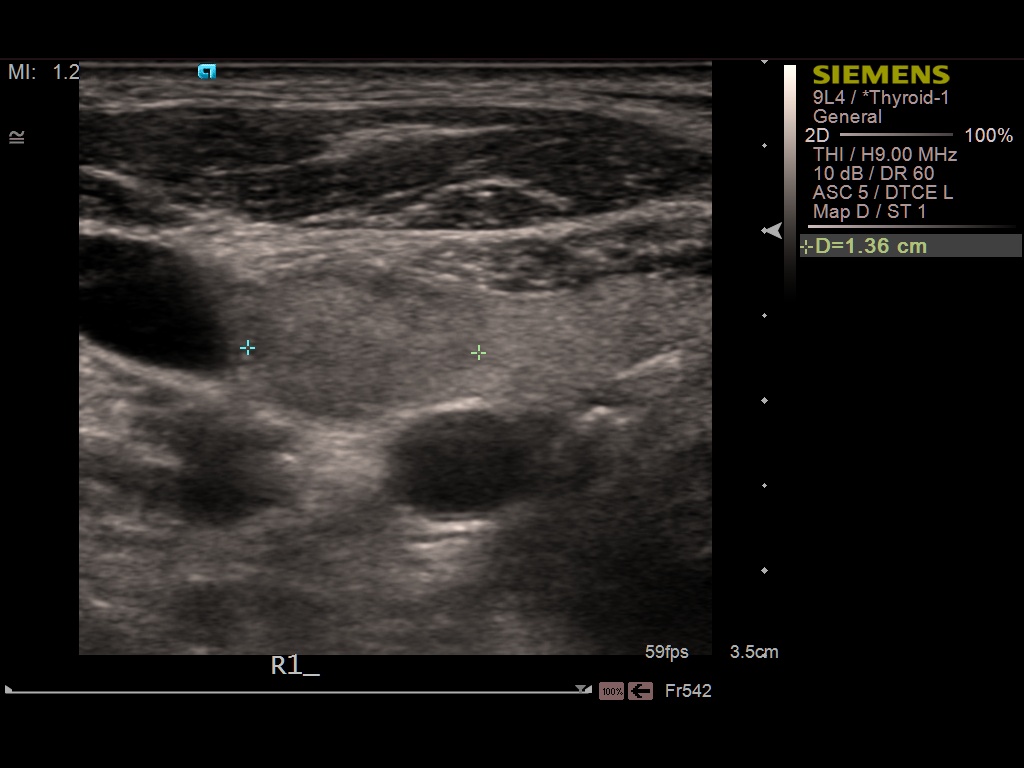 MI: 1.2
SIEMENS
9L4 / *Thyroid-1
General
2D 100%
THI / H9.00 MHz
10 dB / DR 60
ASC 5 / DTCE L
Map D / ST 1
D=1.36 cm
59fps 3.5cm
R1_
100% Fr542